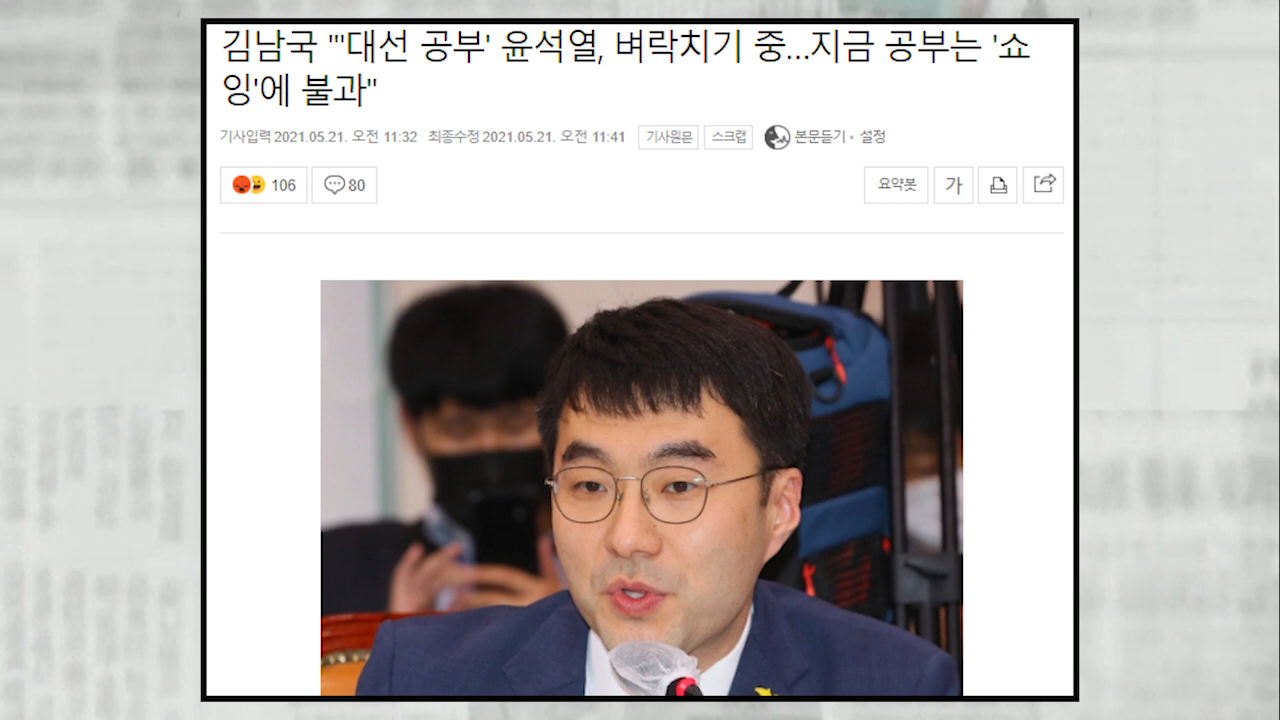 김남국 "'대선 공부' 윤석열, 벼락치기 중...지금 공부는 '쇼
잉'에 불과"
기사입력 2021.05.21. 오전 11:32 최종수정 2021.05.21. 오전 11:41 기사원문 스크랩 본문듣기 · 설정
106 80 요약봇 가